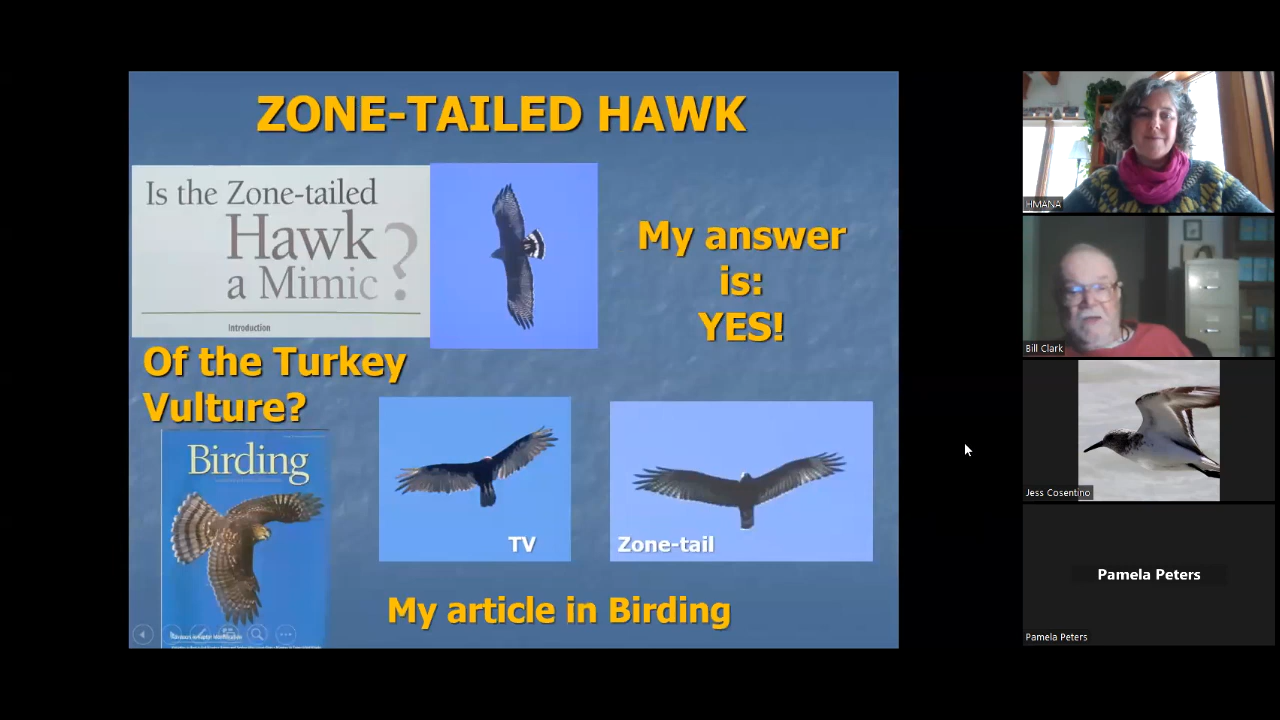 ZONE-TAILED HAWK
Is the Zone-tailed
Hawk
a Mimic
?
Introduction
Of the Turkey
Vulture?
My answer
is:
YES!
Birding
TV
Zone-tail
My article in Birding
HMANA
Bill Clark
Jess Cosentino
Pamela Peters
Pamela Peters